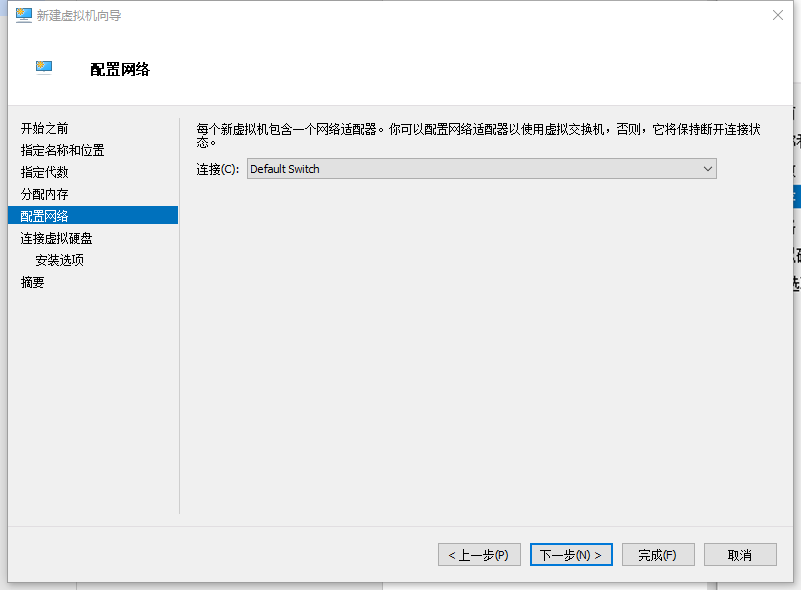 新建虚拟机向导
配置网络
开始之前
指定名称和位置
指定代数
分配内存
配置网络
连接虚拟硬盘
安装选项
摘要
每个新虚拟机包含一个网络适配器。你可以配置网络适配器以使用虚拟交换机，否则，它将保持断开连接状
态。
连接(C): Default Switch
< 上一步(P) 下一步(N) > 完成(F) 取消